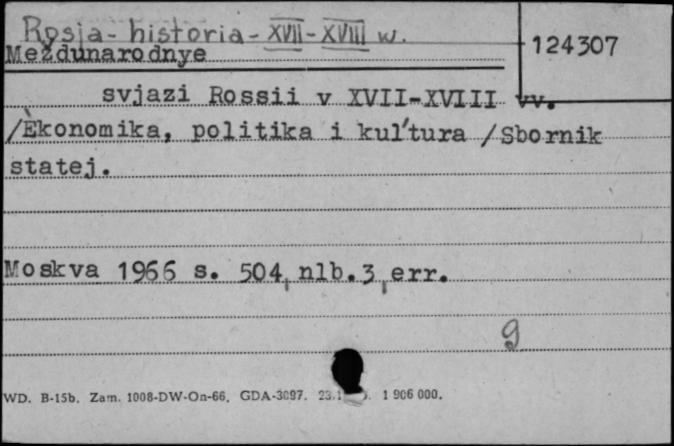 Rosja - historia - XVII - XVIII w.
124307
Meždunarodnye
svjazi Rossii v XVII-XVIII vv.
/Èkonomika, politika i kul'tura /Sbornik
statej.
Moskva 1966 s. 504, nlb.3, err.
9
WD. B-15b. Zam. 1008-DW-On-66. GDA-3097. 1 906 000.